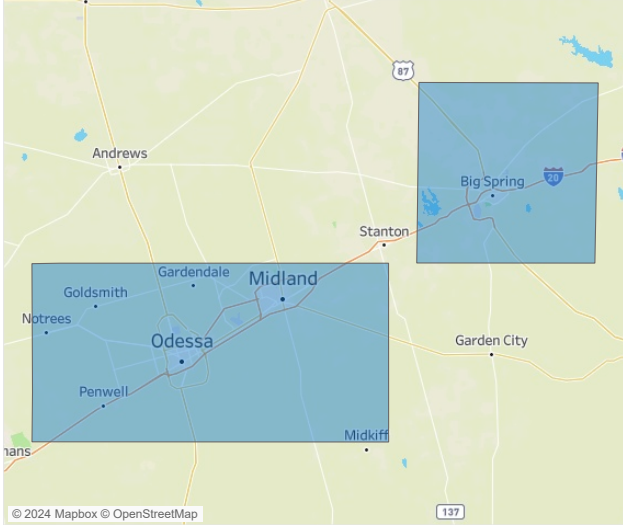 87
Andrews
Big Spring
20
Stanton
Gardendale
Midland
Goldsmith
Notrees
Odessa
Garden City
Penwell
Midkiff
hans
137
© 2024 Mapbox © OpenStreetMap